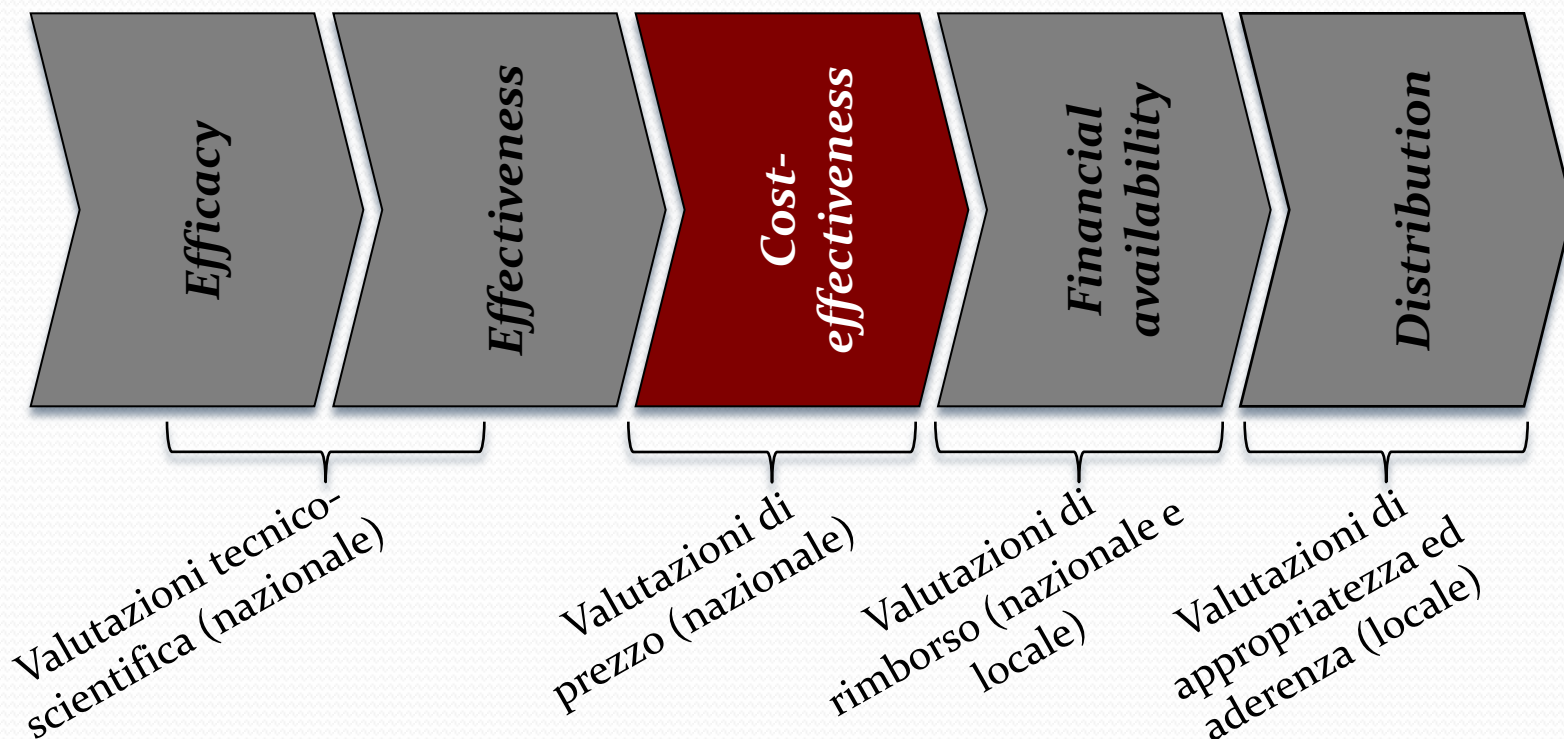 Efficacy
Effectiveness
Cost-
effectiveness
Financial
availability
Distribution
Valutazioni tecnico-
scientifica (nazionale)
Valutazioni di
prezzo (nazionale)
Valutazioni di
rimborso (nazionale e
locale)
Valutazioni di
appropriatezza ed
aderenza (locale)